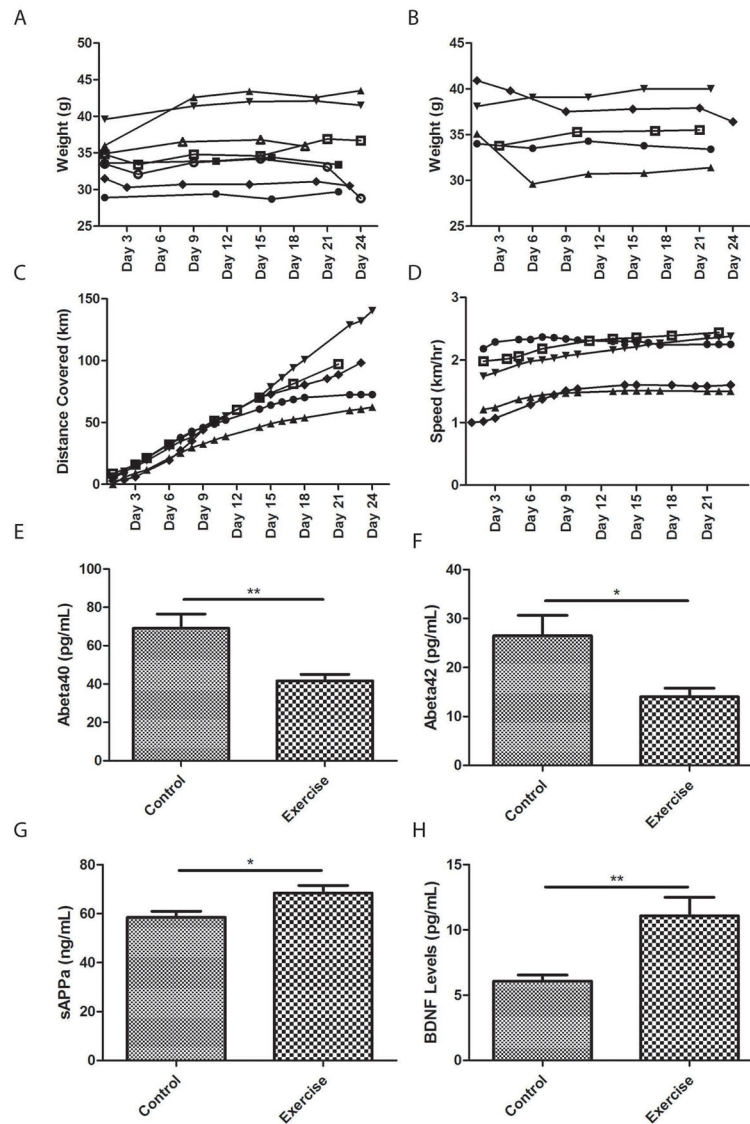 A
B
50
45
40
35
30
25
Weight (g)
Day 3
Day 6
Day 9
Day 12
Day 15
Day 18
Day 21
Day 24
45
40
35
30
25
Weight (g)
Day 3
Day 6
Day 9
Day 12
Day 15
Day 18
Day 21
Day 24
C
D
150
100
50
0
Distance Covered (km)
Day 3
Day 6
Day 9
Day 12
Day 15
Day 18
Day 21
Day 24
3
2
1
0
Speed (km/hr)
Day 3
Day 6
Day 9
Day 12
Day 15
Day 18
Day 21
E
F
100
80
60
40
20
0
Abeta40 (pg/mL)
**
Control
Exercise
40
30
20
10
0
Abeta42 (pg/mL)
*
Control
Exercise
G
H
80
60
40
20
0
sAPPa (ng/mL)
*
Control
Exercise
15
10
5
0
BDNF Levels (pg/mL)
**
Control
Exercise